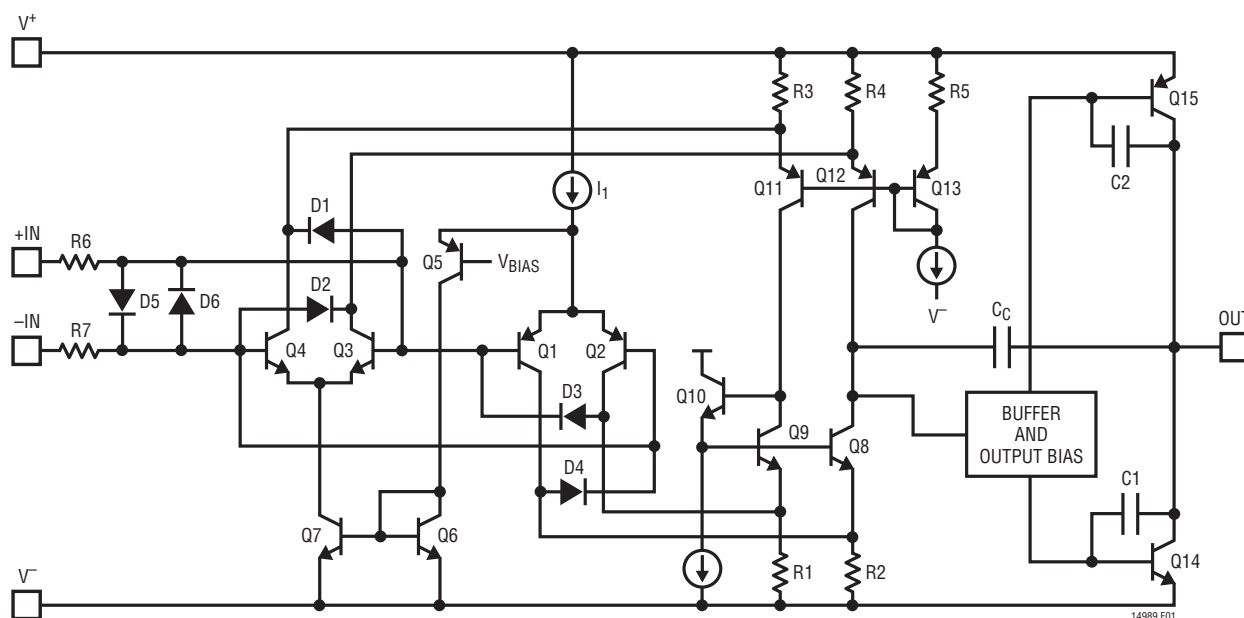 V+
R3
R4
R5
Q15
C2
I1
Q11
Q12
Q13
D1
+IN
R6
Q5
VBIAS
D2
D5
D6
V–
CC
OUT
–IN
R7
Q4
Q3
Q1
Q2
Q10
D3
BUFFER
AND
OUTPUT BIAS
Q9
Q8
D4
C1
Q7
Q6
Q14
R1
R2
V–
14989 F01